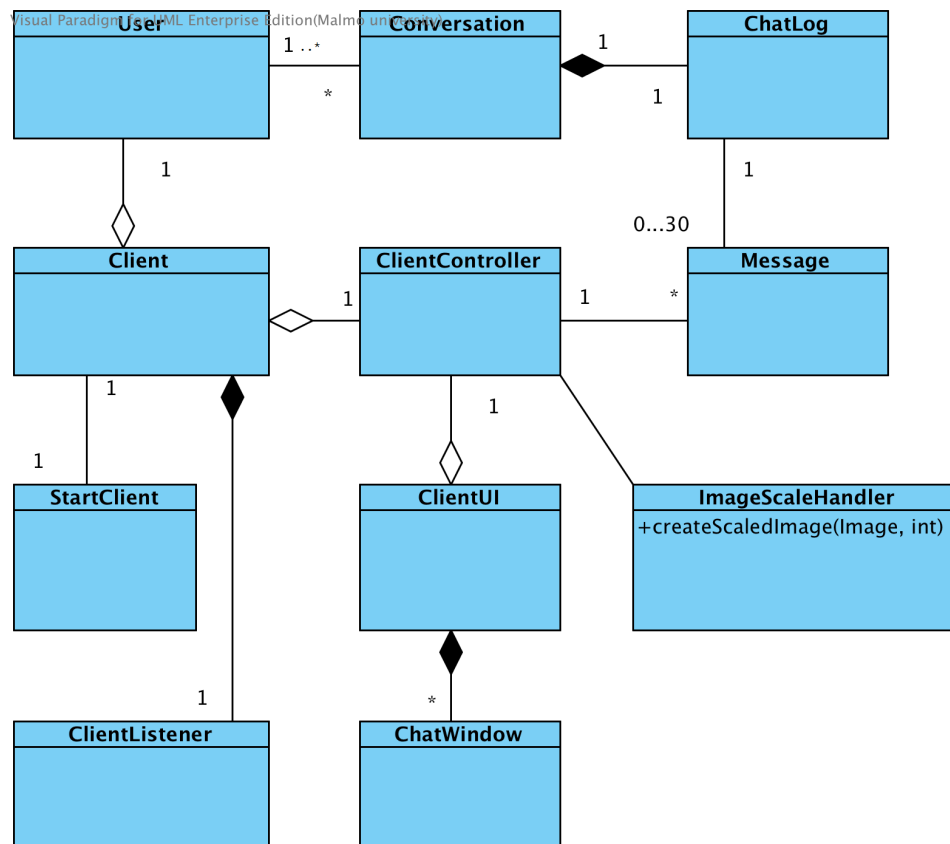 Visual Paradigm for UML Enterprise Edition(Malmo university)
User
Conversation
ChatLog
1 ..*
*
1
1
1
1
0...30
Client
ClientController
Message
1
1
*
1
1
1
StartClient
ClientUI
ImageScaleHandler
+createScaledImage(Image, int)
1
*
ClientListener
ChatWindow